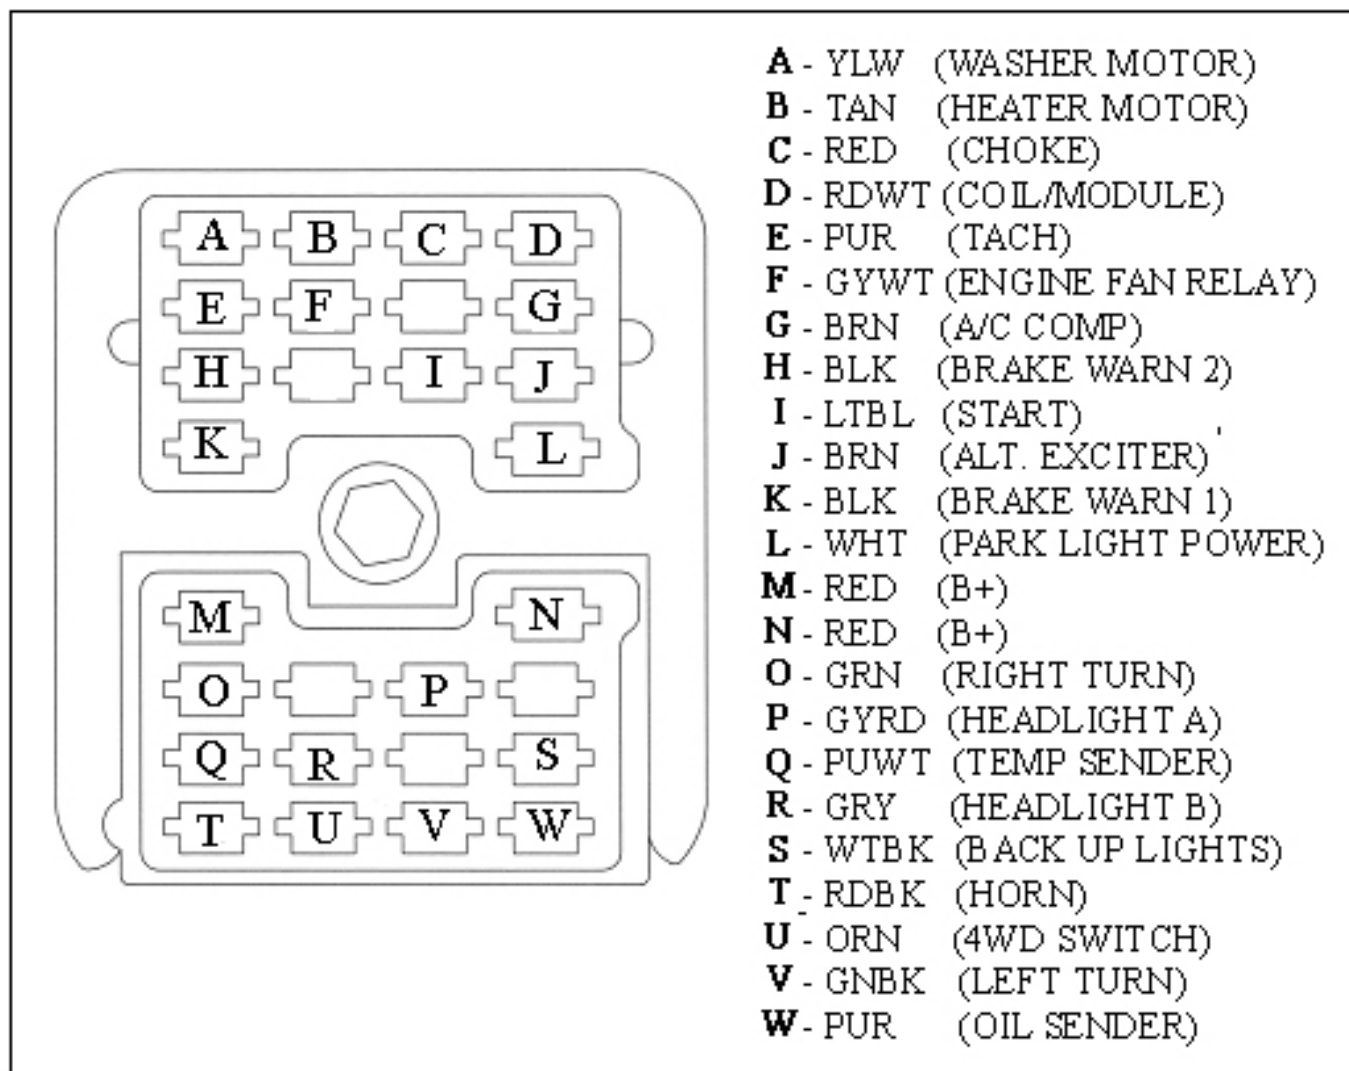 A - YLW (WASHER MOTOR)
B - TAN (HEATER MOTOR)
C - RED (CHOKE)
D - RDWT (COIL/MODULE)
E - PUR (TACH)
F - GYWT (ENGINE FAN RELAY)
G - BRN (A/C COMP)
H - BLK (BRAKE WARN 2)
I - LTBL (START)
J - BRN (ALT. EXCITER)
K - BLK (BRAKE WARN 1)
L - WHT (PARK LIGHT POWER)
M - RED (B+)
N - RED (B+)
O - GRN (RIGHT TURN)
P - GYRD (HEADLIGHT A)
Q - PUWT (TEMP SENDER)
R - GRY (HEADLIGHT B)
S - WTBK (BACK UP LIGHTS)
T - RDBK (HORN)
U - ORN (4WD SWITCH)
V - GNBK (LEFT TURN)
W - PUR (OIL SENDER)
A B C D
E F G
H I J
K L
M N
O P
Q R S
T U V W